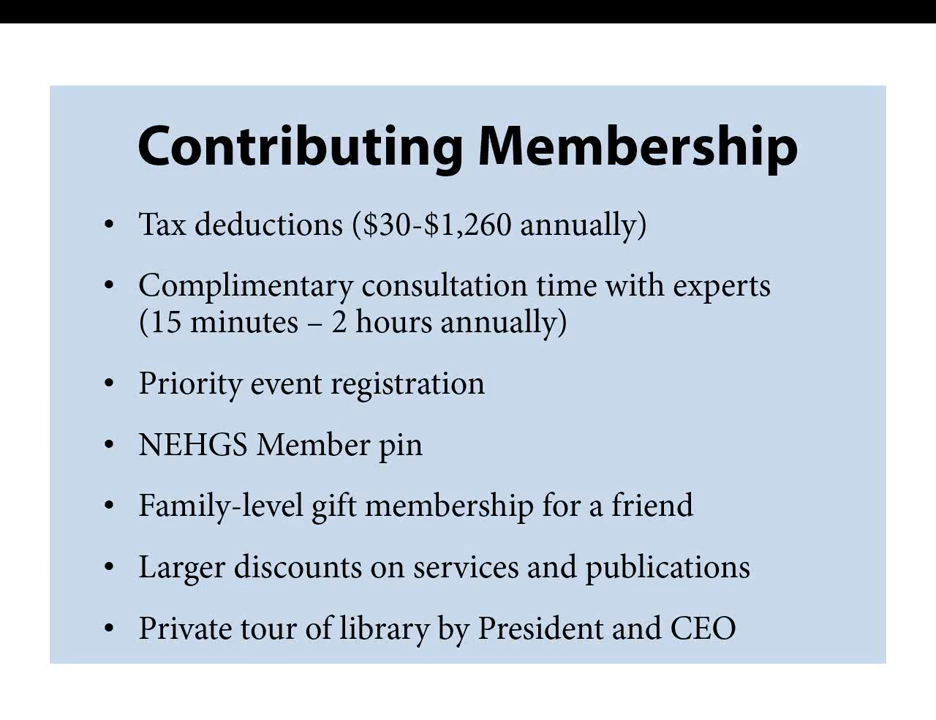 Contributing Membership
• Tax deductions ($30-$1,260 annually)
• Complimentary consultation time with experts
(15 minutes – 2 hours annually)
• Priority event registration
• NEHGS Member pin
• Family-level gift membership for a friend
• Larger discounts on services and publications
• Private tour of library by President and CEO